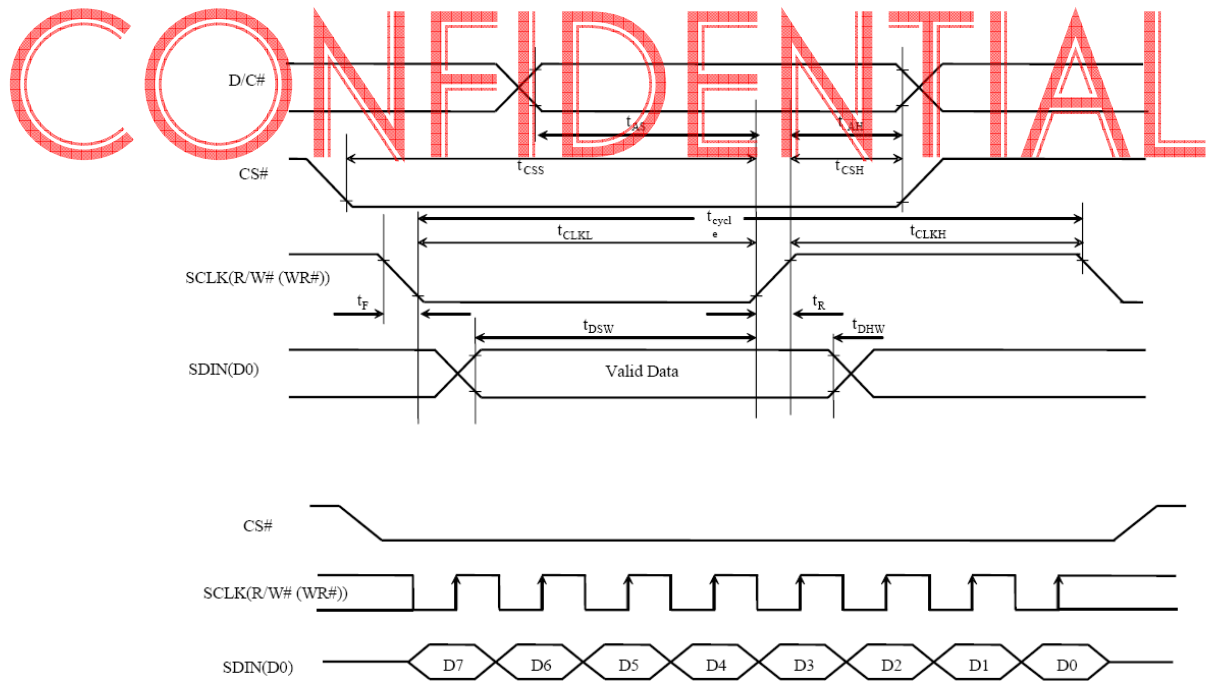 CONFIDENTIAL
D/C#
tAS tAH
tCSS tCSH
CS#
tcycl
e
tCLKL tCLKH
SCLK(R/W# (WR#))
tF tR
tDSW tDHW
SDIN(D0) Valid Data
CS#
SCLK(R/W# (WR#))
SDIN(D0) D7 D6 D5 D4 D3 D2 D1 D0